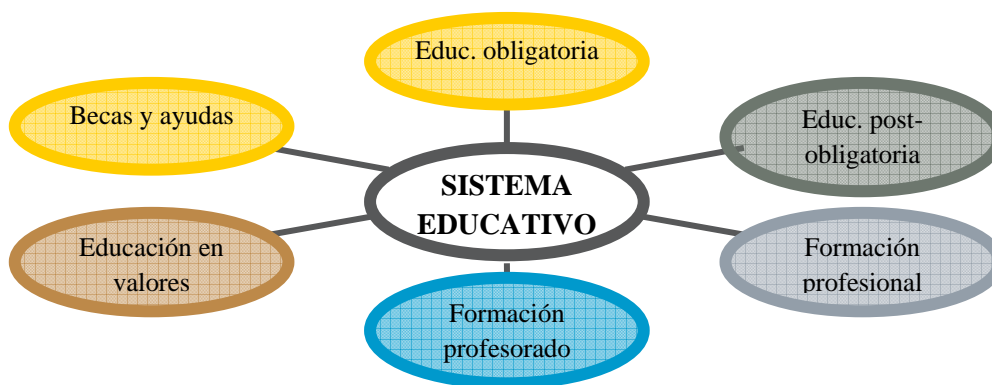 Educ. obligatoria
Becas y ayudas
Educ. post-
obligatoria
SISTEMA
EDUCATIVO
Educación en
valores
Formación
profesional
Formación
profesorado